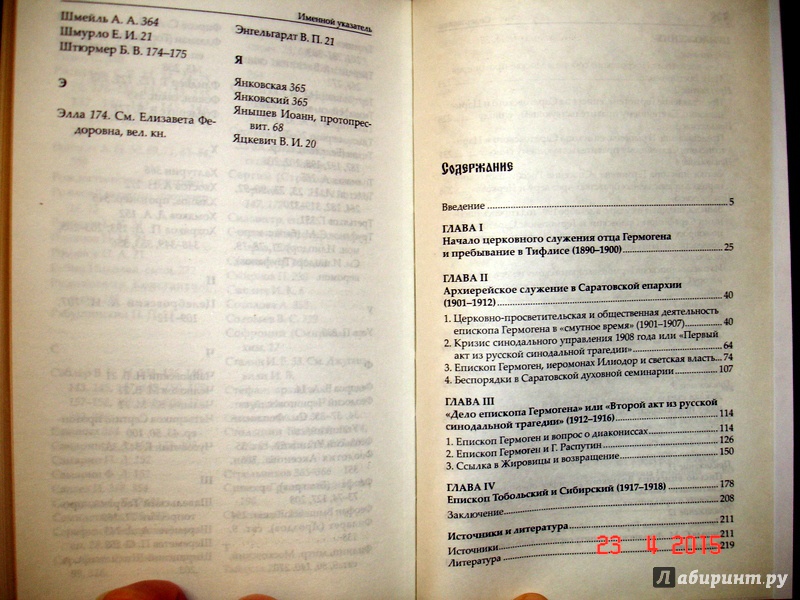 Именной указатель
Шмейль А. А. 364
Шмурло Е. И. 21
Штюрмер Б. В. 174–175
Э
Элла 174. См. Елизавета Фе-
доровна, вел. кн.
Энгельгардт В. П. 21
Я
Янковская 365
Янковский 365
Янышев Иоанн, протопрес-
вит. 68
Яцкевич В. И. 20
Содержание
Введение 5
ГЛАВА I
Начало церковного служения отца Гермогена
и пребывание в Тифлисе (1890–1900) 25
ГЛАВА II
Архиерейское служение в Саратовской епархии
(1901–1912) 40
1. Церковно-просветительская и общественная деятельность
епископа Гермогена в «смутное время» (1901–1907) 40
2. Кризис синодального управления 1908 года или «Первый
акт из русской синодальной трагедии» 64
3. Епископ Гермоген, иеромонах Илиодор и светская власть 74
4. Беспорядки в Саратовской духовной семинарии 107
ГЛАВА III
«Дело епископа Гермогена» или «Второй акт из русской
синодальной трагедии» (1912–1916) 114
1. Епископ Гермоген и вопрос о диакониссах 114
2. Епископ Гермоген и Г. Распутин 126
3. Ссылка в Жировицы и возвращение 150
ГЛАВА IV
Епископ Тобольский и Сибирский (1917–1918) 178
Заключение 208
Источники и литература 211
Источники 211
Литература 219
23 4 2015
Лабиринт.ру